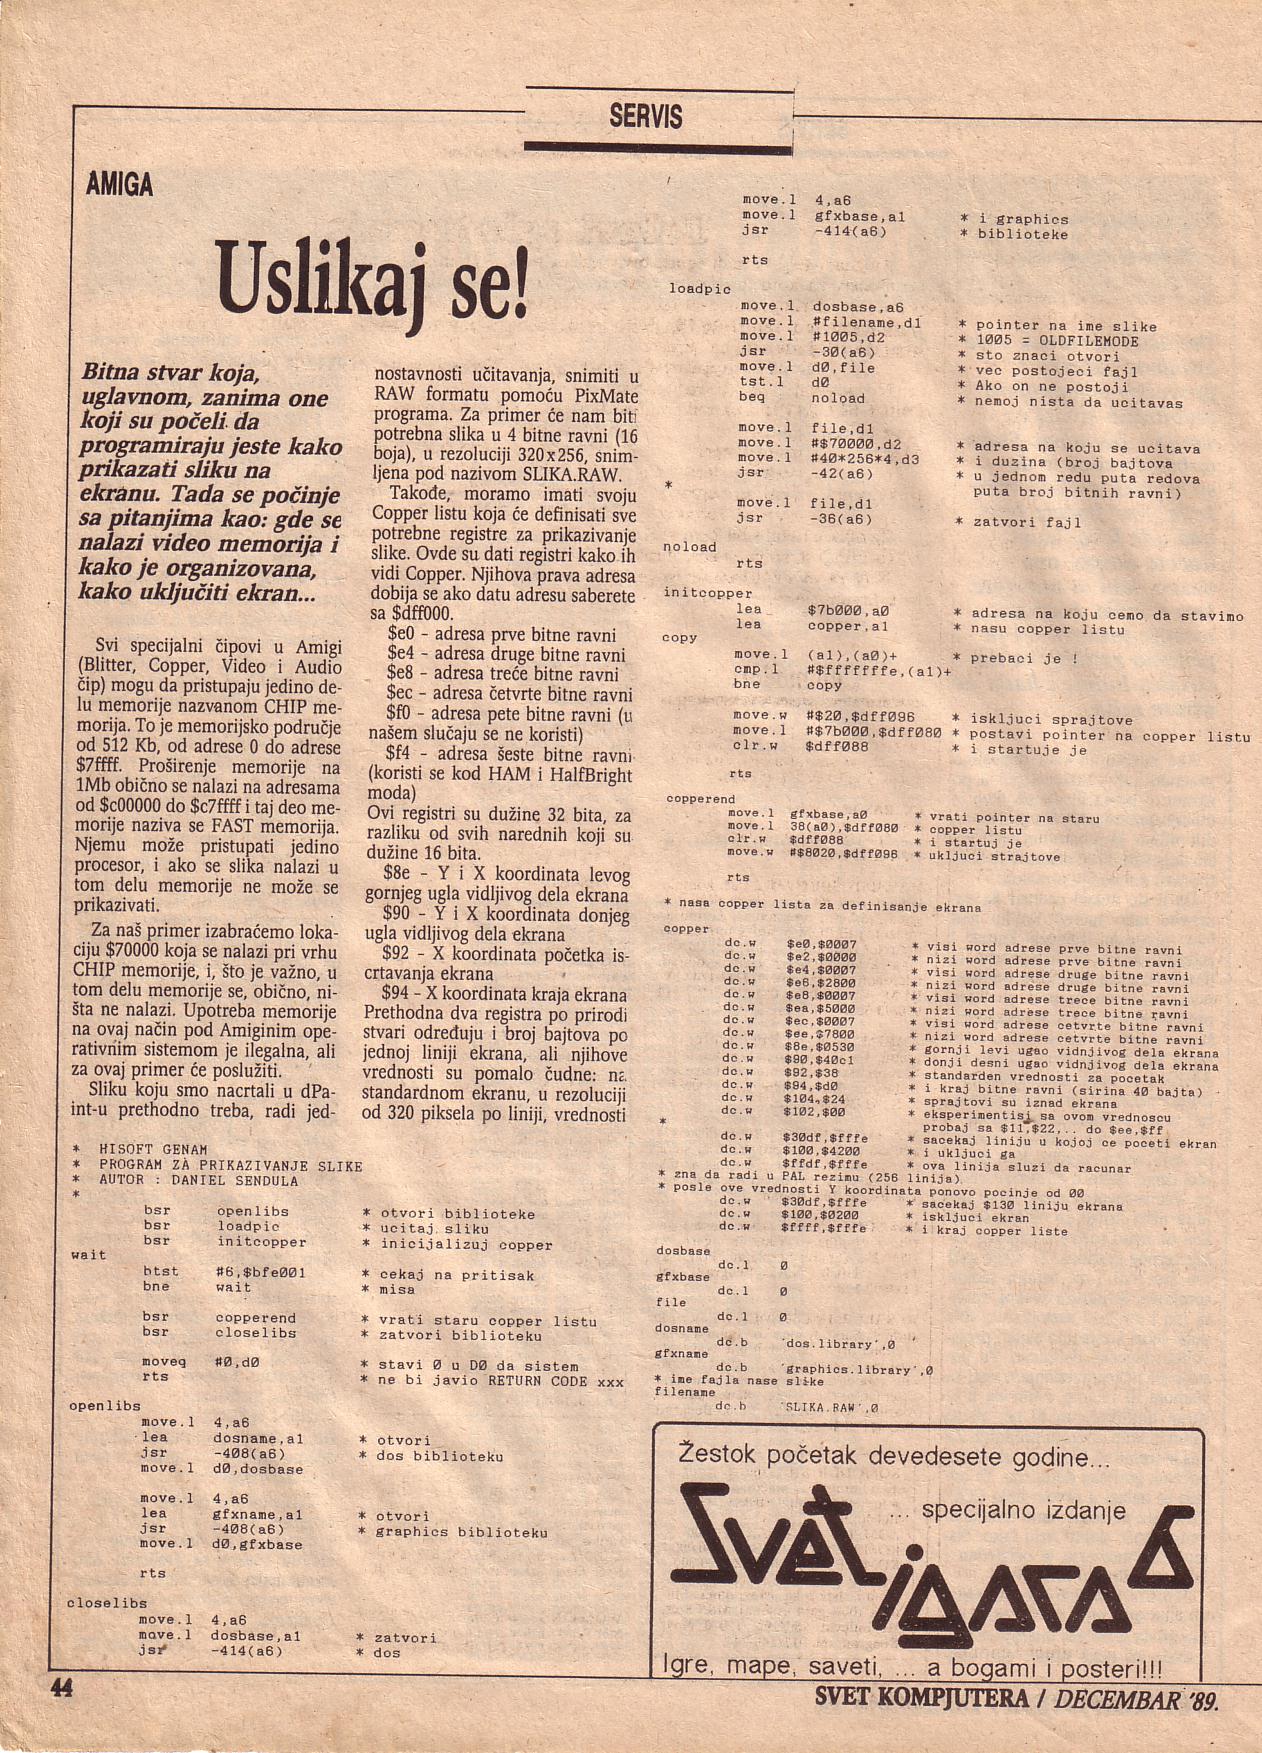 SERVIS
AMIGA
Uslikaj se!
Bitna stvar koja,
uglavnom, zanima one
koji su počeli da
programiraju jeste kako
prikazati sliku na
ekranu. Tada se počinje
sa pitanjima kao: gde se
nalazi video memorija i
kako je organizovana,
kako uključiti ekran...
Svi specijalni čipovi u Amigi
(Blitter, Copper, Video i Audio
čip) mogu da pristupaju jedino de-
lu memorije nazvanom CHIP me-
morija. To je memorijsko područje
od 512 Kb, od adrese 0 do adrese
$7ffff. Proširenje memorije na
1Mb obično se nalazi na adresama
od $c00000 do $c7ffff i taj deo me-
morije naziva se FAST memorija.
Njemu može pristupati jedino
procesor, i ako se slika nalazi u
tom delu memorije ne može se
prikazivati.
Za naš primer izabraćemo loka-
ciju $70000 koja se nalazi pri vrhu
CHIP memorije, i, što je važno, u
tom delu memorije se, obično, ni-
šta ne nalazi. Upotreba memorije
na ovaj način pod Amiginim ope-
rativnim sistemom je ilegalna, ali
za ovaj primer će poslužiti.
Sliku koju smo nacrtali u dPa-
int-u prethodno treba, radi jed-
nostavnosti učitavanja, snimiti u
RAW formatu pomoću PixMate
programa. Za primer će nam biti
potrebna slika u 4 bitne ravni (16
boja), u rezoluciji 320x256, snim-
ljena pod nazivom SLIKA.RAW.
Takođe, moramo imati svoju
Copper listu koja će definisati sve
potrebne registre za prikazivanje
slike. Ovde su dati registri kako ih
vidi Copper. Njihova prava adresa
dobija se ako datu adresu saberete
sa $dff000.
$e0 - adresa prve bitne ravni
$e4 - adresa druge bitne ravni
$e8 - adresa treće bitne ravni
$ec - adresa četvrte bitne ravni
$f0 - adresa pete bitne ravni (u
našem slučaju se ne koristi)
$f4 - adresa šeste bitne ravni
(koristi se kod HAM i HalfBright
moda)
Ovi registri su dužine 32 bita, za
razliku od svih narednih koji su
dužine 16 bita.
$8e - Y i X koordinata levog
gornjeg ugla vidljivog dela ekrana
$90 - Y i X koordinata donjeg
ugla vidljivog dela ekrana
$92 - X koordinata početka is-
crtavanja ekrana
$94 - X koordinata kraja ekrana
Prethodna dva registra po prirodi
stvari određuju i broj bajtova po
jednoj liniji ekrana, ali njihove
vrednosti su pomalo čudne: na
standardnom ekranu, u rezoluciji
od 320 piksela po liniji, vrednosti
* HISOFT GENAM
* PROGRAM ZA PRIKAZIVANJE SLIKE
* AUTOR : DANIEL SENDULA
*
bsr openlibs * otvori biblioteke
bsr loadpic * ucitaj sliku
bsr initcopper * inicijalizuj copper
wait
btst #6,$bfe001 * cekaj na pritisak
bne wait * misa
bsr copperend * vrati staru copper listu
bsr closelibs * zatvori biblioteku
moveq #0,d0 * stavi 0 u D0 da sistem
rts * ne bi javio RETURN CODE xxx
openlibs
move.l 4,a6
lea dosname,a1 * otvori
jsr -408(a6) * dos biblioteku
move.l d0,dosbase
move.l 4,a6
lea gfxname,a1 * otvori
jsr -408(a6) * graphics biblioteku
move.l d0,gfxbase
rts
closelibs
move.l 4,a6
move.l dosbase,a1 * zatvori
jsr -414(a6) * dos
move.l 4,a6
move.l gfxbase,a1 * i graphics
jsr -414(a6) * biblioteke
rts
loadpic
move.l dosbase,a6
move.l #filename,d1 * pointer na ime slike
move.l #1005,d2 * 1005 = OLDFILEMODE
jsr -30(a6) * sto znaci otvori
move.l d0,file * vec postojeci fajl
tst.l d0 * Ako on ne postoji
beq noload * nemoj nista da ucitavas
move.l file,d1
move.l #$70000,d2 * adresa na koju se ucitava
move.l #40*256*4,d3 * i duzina (broj bajtova
jsr -42(a6) * u jednom redu puta redova
* puta broj bitnih ravni)
move.l file,d1
jsr -36(a6) * zatvori fajl
noload
rts
initcopper
lea $7b000,a0 * adresa na koju cemo da stavimo
lea copper,a1 * nasu copper listu
copy
move.l (a1),(a0)+ * prebaci je !
cmp.l #$fffffffe,(a1)+
bne copy
move.w #$20,$dff096 * iskljuci sprajtove
move.l #$7b000,$dff080 * postavi pointer na copper listu
clr.w $dff088 * i startuje je
rts
copperend
move.l gfxbase,a0 * vrati pointer na staru
move.l 38(a0),$dff080 * copper listu
clr.w $dff088 * i startuj je
move.w #$8020,$dff096 * ukljuci strajtove
rts
* nasa copper lista za definisanje ekrana
copper
dc.w $e0,$0007 * visi word adrese prve bitne ravni
dc.w $e2,$0000 * nizi word adrese prve bitne ravni
dc.w $e4,$0007 * visi word adrese druge bitne ravni
dc.w $e6,$2800 * nizi word adrese druge bitne ravni
dc.w $e8,$0007 * visi word adrese trece bitne ravni
dc.w $ea,$5000 * nizi word adrese trece bitne ravni
dc.w $ec,$0007 * visi word adrese cetvrte bitne ravni
dc.w $ee,$7800 * nizi word adrese cetvrte bitne ravni
dc.w $8e,$0530 * gornji levi ugao vidnjivog dela ekrana
dc.w $90,$40c1 * donji desni ugao vidnjivog dela ekrana
dc.w $92,$38 * standarden vrednosti za pocetak
dc.w $94,$d0 * i kraj bitne ravni (sirina 40 bajta)
dc.w $104,$24 * sprajtovi su iznad ekrana
dc.w $102,$00 * eksperimentisi sa ovom vrednoscu
* probaj sa $11,$22,.. do $ee,$ff
dc.w $30df,$fffe * sacekaj liniju u kojoj ce poceti ekran
dc.w $100,$4200 * i ukljuci ga
dc.w $ffdf,$fffe * ova linija sluzi da racunar
* zna da radi u PAL rezimu (256 linija)
* posle ove vrednosti Y koordinata ponovo pocinje od 00
dc.w $30df,$fffe * sacekaj $130 liniju ekrana
dc.w $100,$0200 * iskljuci ekran
dc.w $ffff,$fffe * i kraj copper liste
dosbase
dc.l 0
gfxbase
dc.l 0
file
dc.l 0
dosname
dc.b 'dos.library',0
gfxname
dc.b 'graphics.library',0
* ime fajla nase slike
filename
dc.b 'SLIKA.RAW',0
Žestok početak devedesete godine...
... specijalno izdanje
Svet igara 6
Igre, mape, saveti, ... a bogami i posteri!!!
44
SVET KOMPJUTERA / DECEMBAR '89.